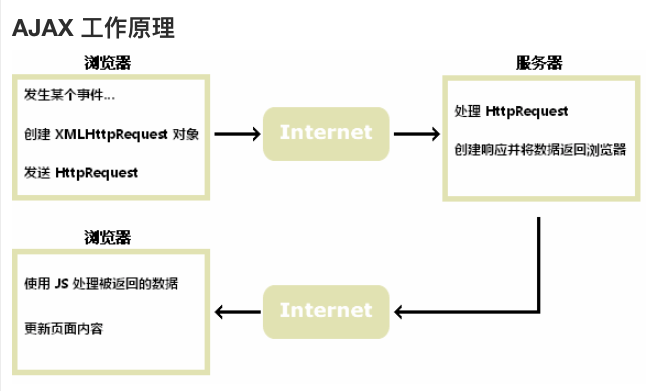 AJAX 工作原理
浏览器
发生某个事件...
创建 XMLHttpRequest 对象
发送 HttpRequest
Internet
服务器
处理 HttpRequest
创建响应并将数据返回浏览器
浏览器
使用 JS 处理被返回的数据
更新页面内容
Internet